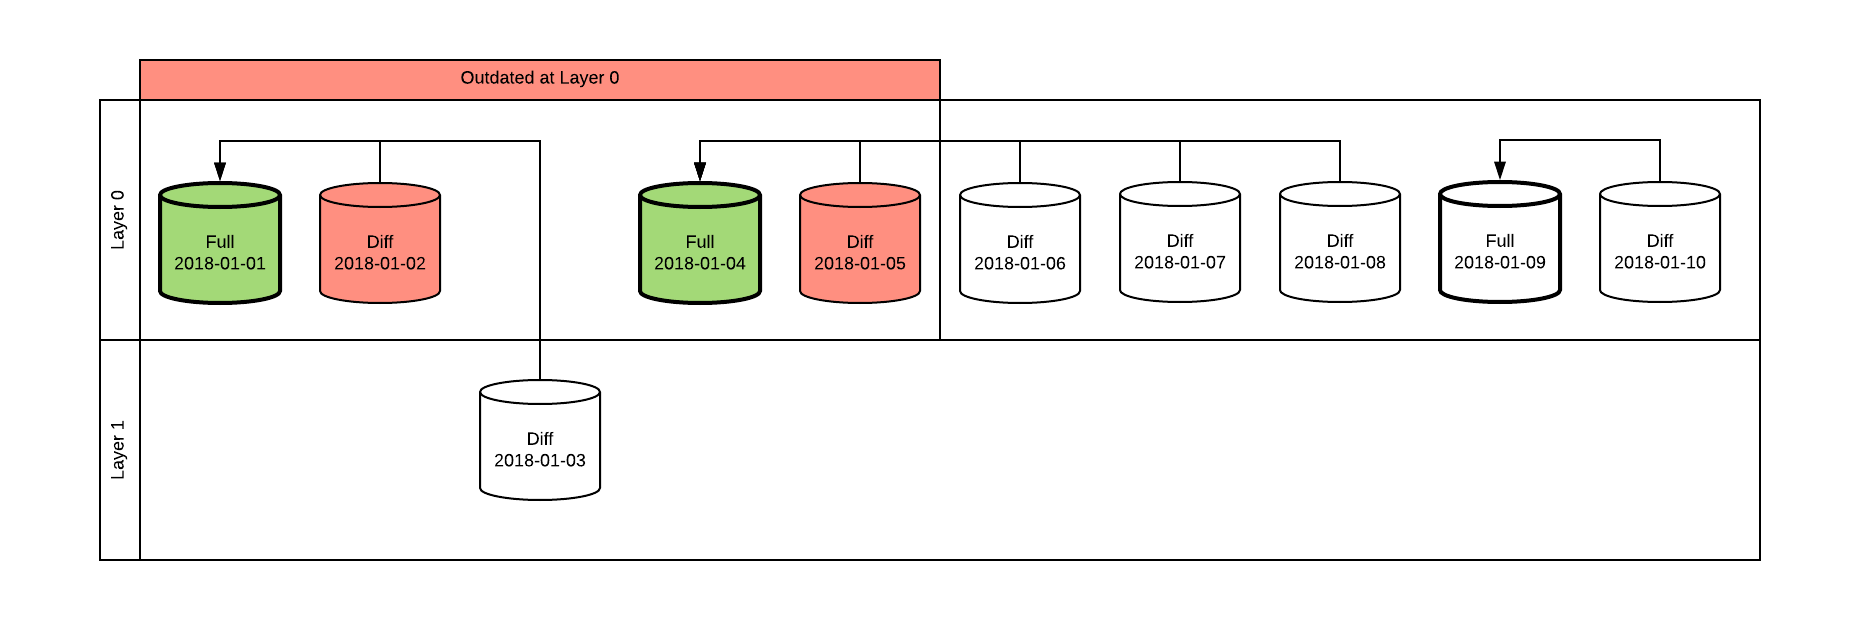 Outdated at Layer 0
Layer 0
Full
2018-01-01
Diff
2018-01-02
Full
2018-01-04
Diff
2018-01-05
Diff
2018-01-06
Diff
2018-01-07
Diff
2018-01-08
Full
2018-01-09
Diff
2018-01-10
Layer 1
Diff
2018-01-03